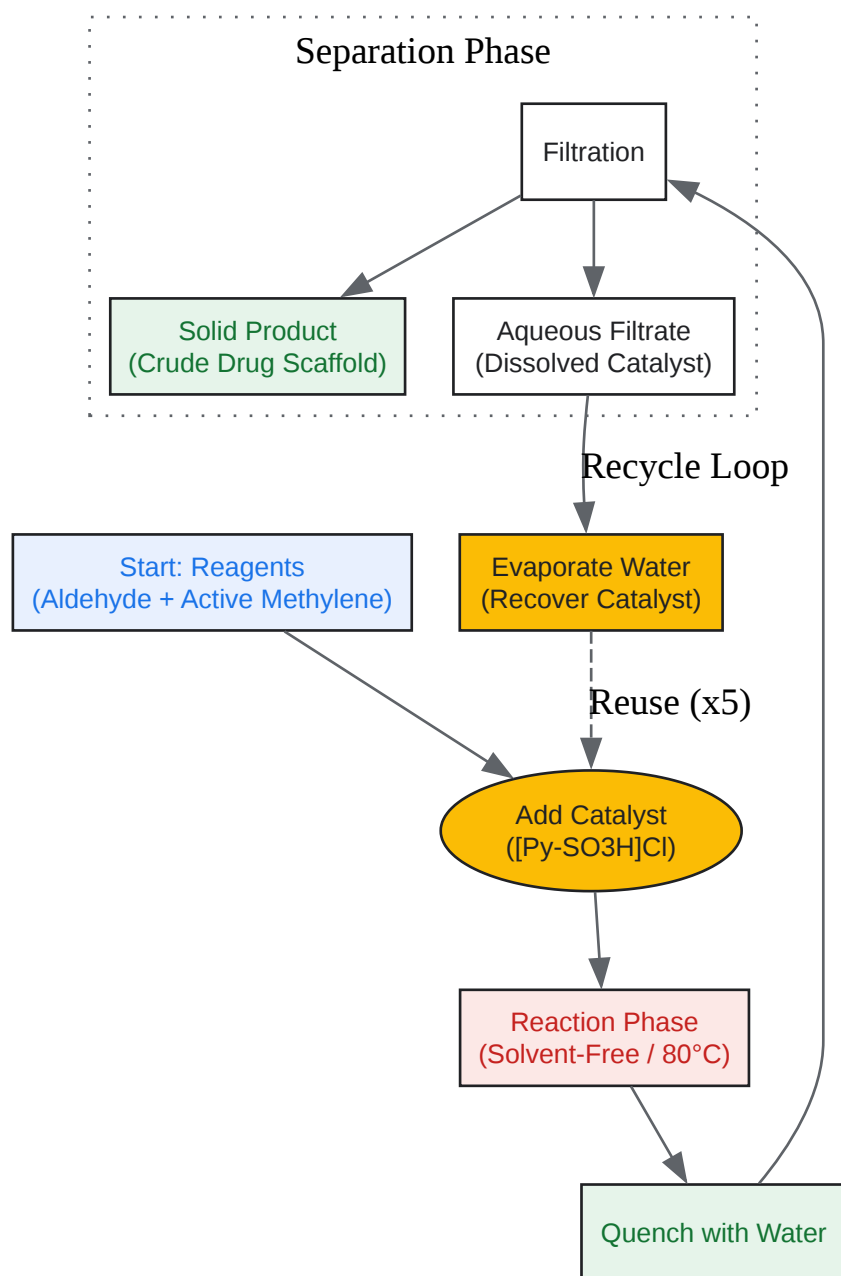 Separation Phase
Filtration
Solid Product
(Crude Drug Scaffold)
Aqueous Filtrate
(Dissolved Catalyst)
Recycle Loop
Start: Reagents
(Aldehyde + Active Methylene)
Evaporate Water
(Recover Catalyst)
Reuse (x5)
Add Catalyst
([Py-SO3H]Cl)
Reaction Phase
(Solvent-Free / 80°C)
Quench with Water